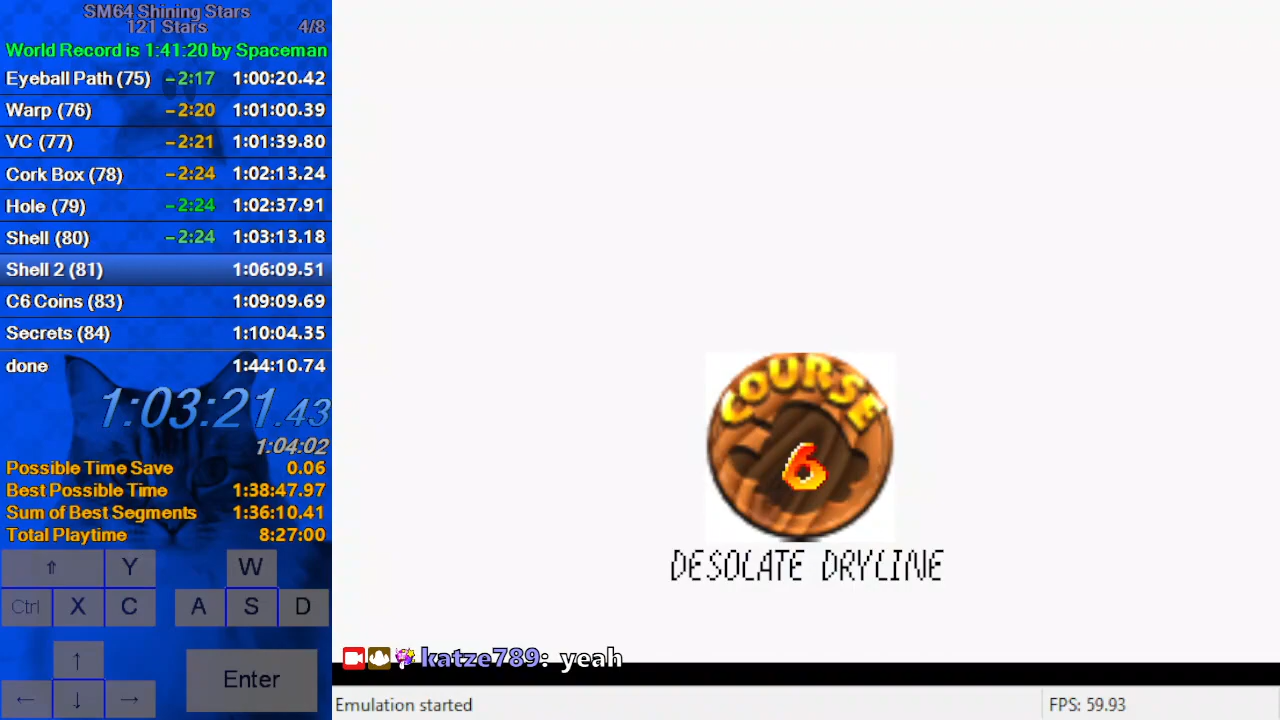 SM64 Shining Stars
121 Stars 4/8
World Record is 1:41:20 by Spaceman
Eyeball Path (75) -2:17 1:00:20.42
Warp (76) -2:20 1:01:00.39
VC (77) -2:21 1:01:39.80
Cork Box (78) -2:24 1:02:13.24
Hole (79) -2:24 1:02:37.91
Shell (80) -2:24 1:03:13.18
Shell 2 (81) 1:06:09.51
C6 Coins (83) 1:09:09.69
Secrets (84) 1:10:04.35
done 1:44:10.74
1:03:21.43
1:04:02
Possible Time Save 0.06
Best Possible Time 1:38:47.97
Sum of Best Segments 1:36:10.41
Total Playtime 8:27:00
⇧ Y W
Ctrl X C A S D
↑
← ↓ → Enter
COURSE
6
DESOLATE DRYLINE
katze789: yeah
Emulation started FPS: 59.93